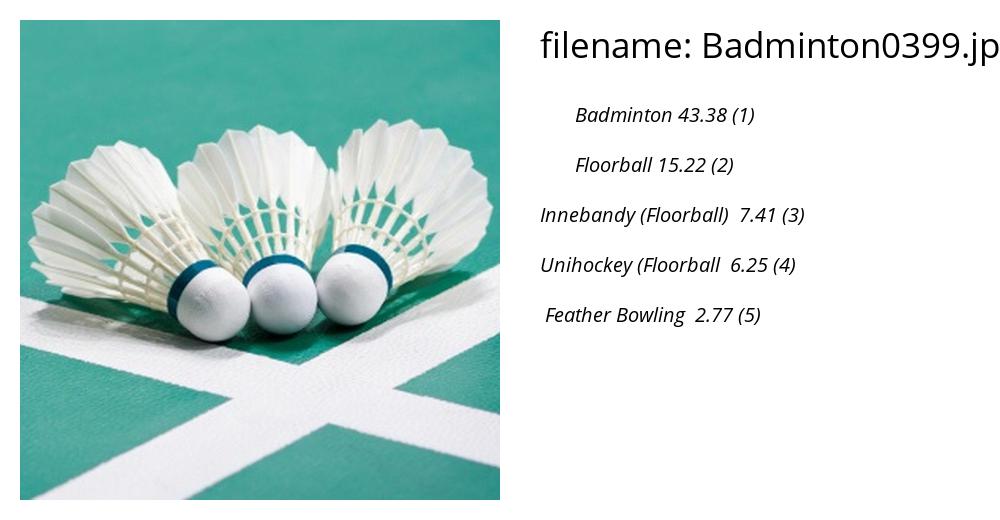 filename: Badminton0399.jp
Badminton 43.38 (1)
Floorball 15.22 (2)
Innebandy (Floorball) 7.41 (3)
Unihockey (Floorball 6.25 (4)
Feather Bowling 2.77 (5)